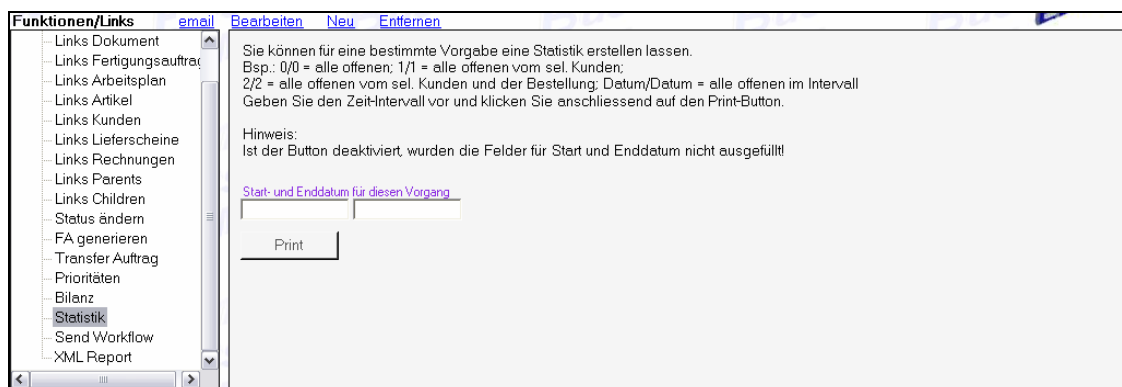 Funktionen/Links email Bearbeiten Neu Entfernen
Links Dokument
Links Fertigungsauftrag
Links Arbeitsplan
Links Artikel
Links Kunden
Links Lieferscheine
Links Rechnungen
Links Parents
Links Children
Status ändern
FA generieren
Transfer Auftrag
Prioritäten
Bilanz
Statistik
Send Workflow
XML Report
Sie können für eine bestimmte Vorgabe eine Statistik erstellen lassen.
Bsp.: 0/0 = alle offenen; 1/1 = alle offenen vom sel. Kunden;
2/2 = alle offenen vom sel. Kunden und der Bestellung; Datum/Datum = alle offenen im Intervall
Geben Sie den Zeit-Intervall vor und klicken Sie anschliessend auf den Print-Button.
Hinweis:
Ist der Button deaktiviert, wurden die Felder für Start und Enddatum nicht ausgefüllt!
Start- und Enddatum für diesen Vorgang
Print